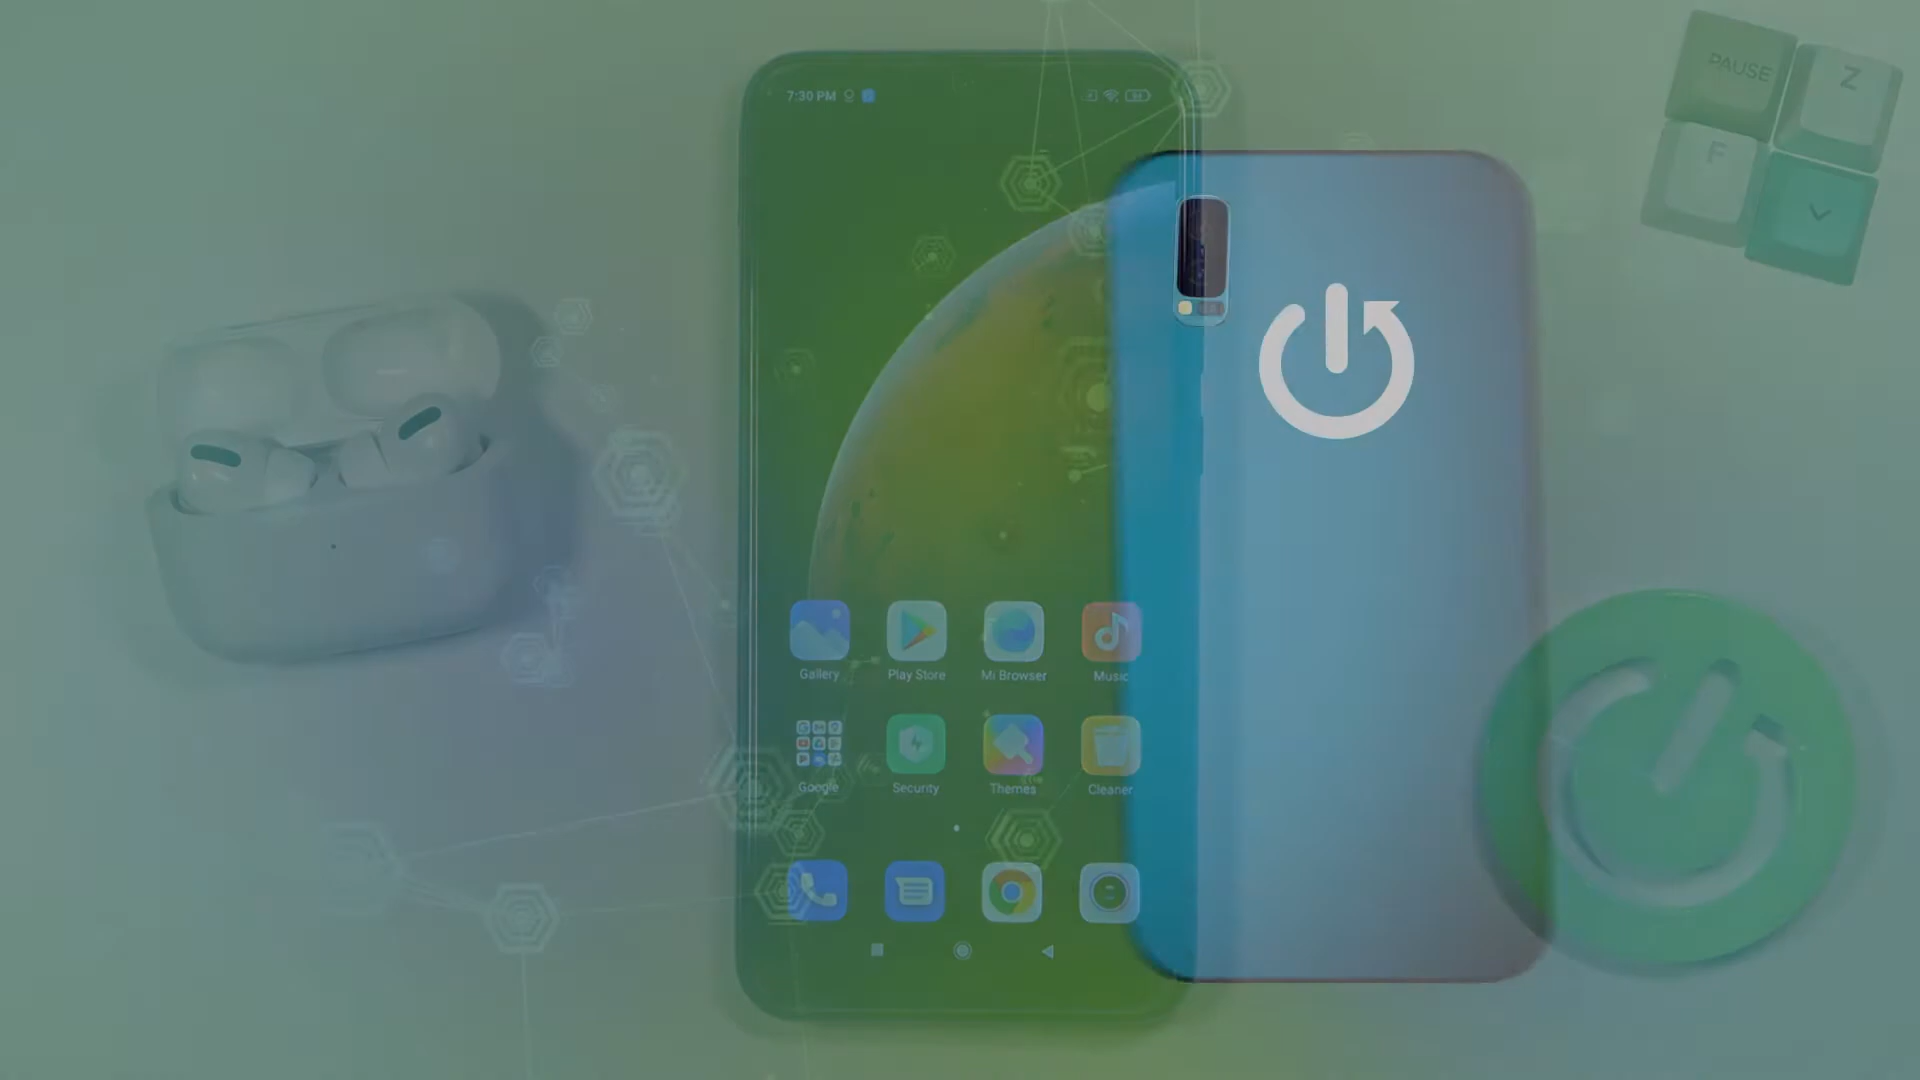 7:30 PM
PAUSE
Z
F
Gallery
Play Store
Mi Browser
Music
Google
Security
Themes
Cleaner